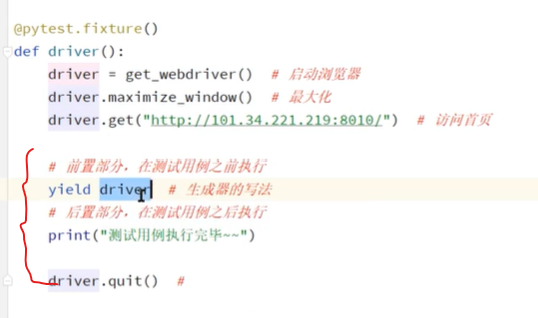 @pytest.fixture()
def driver():
driver = get_webdriver()  # 启动浏览器
driver.maximize_window()  # 最大化
driver.get("http://101.34.221.219:8010/")  # 访问首页
# 前置部分，在测试用例之前执行
yield driver  # 生成器的写法
# 后置部分，在测试用例之后执行
print("测试用例执行完毕~~")
driver.quit()  #